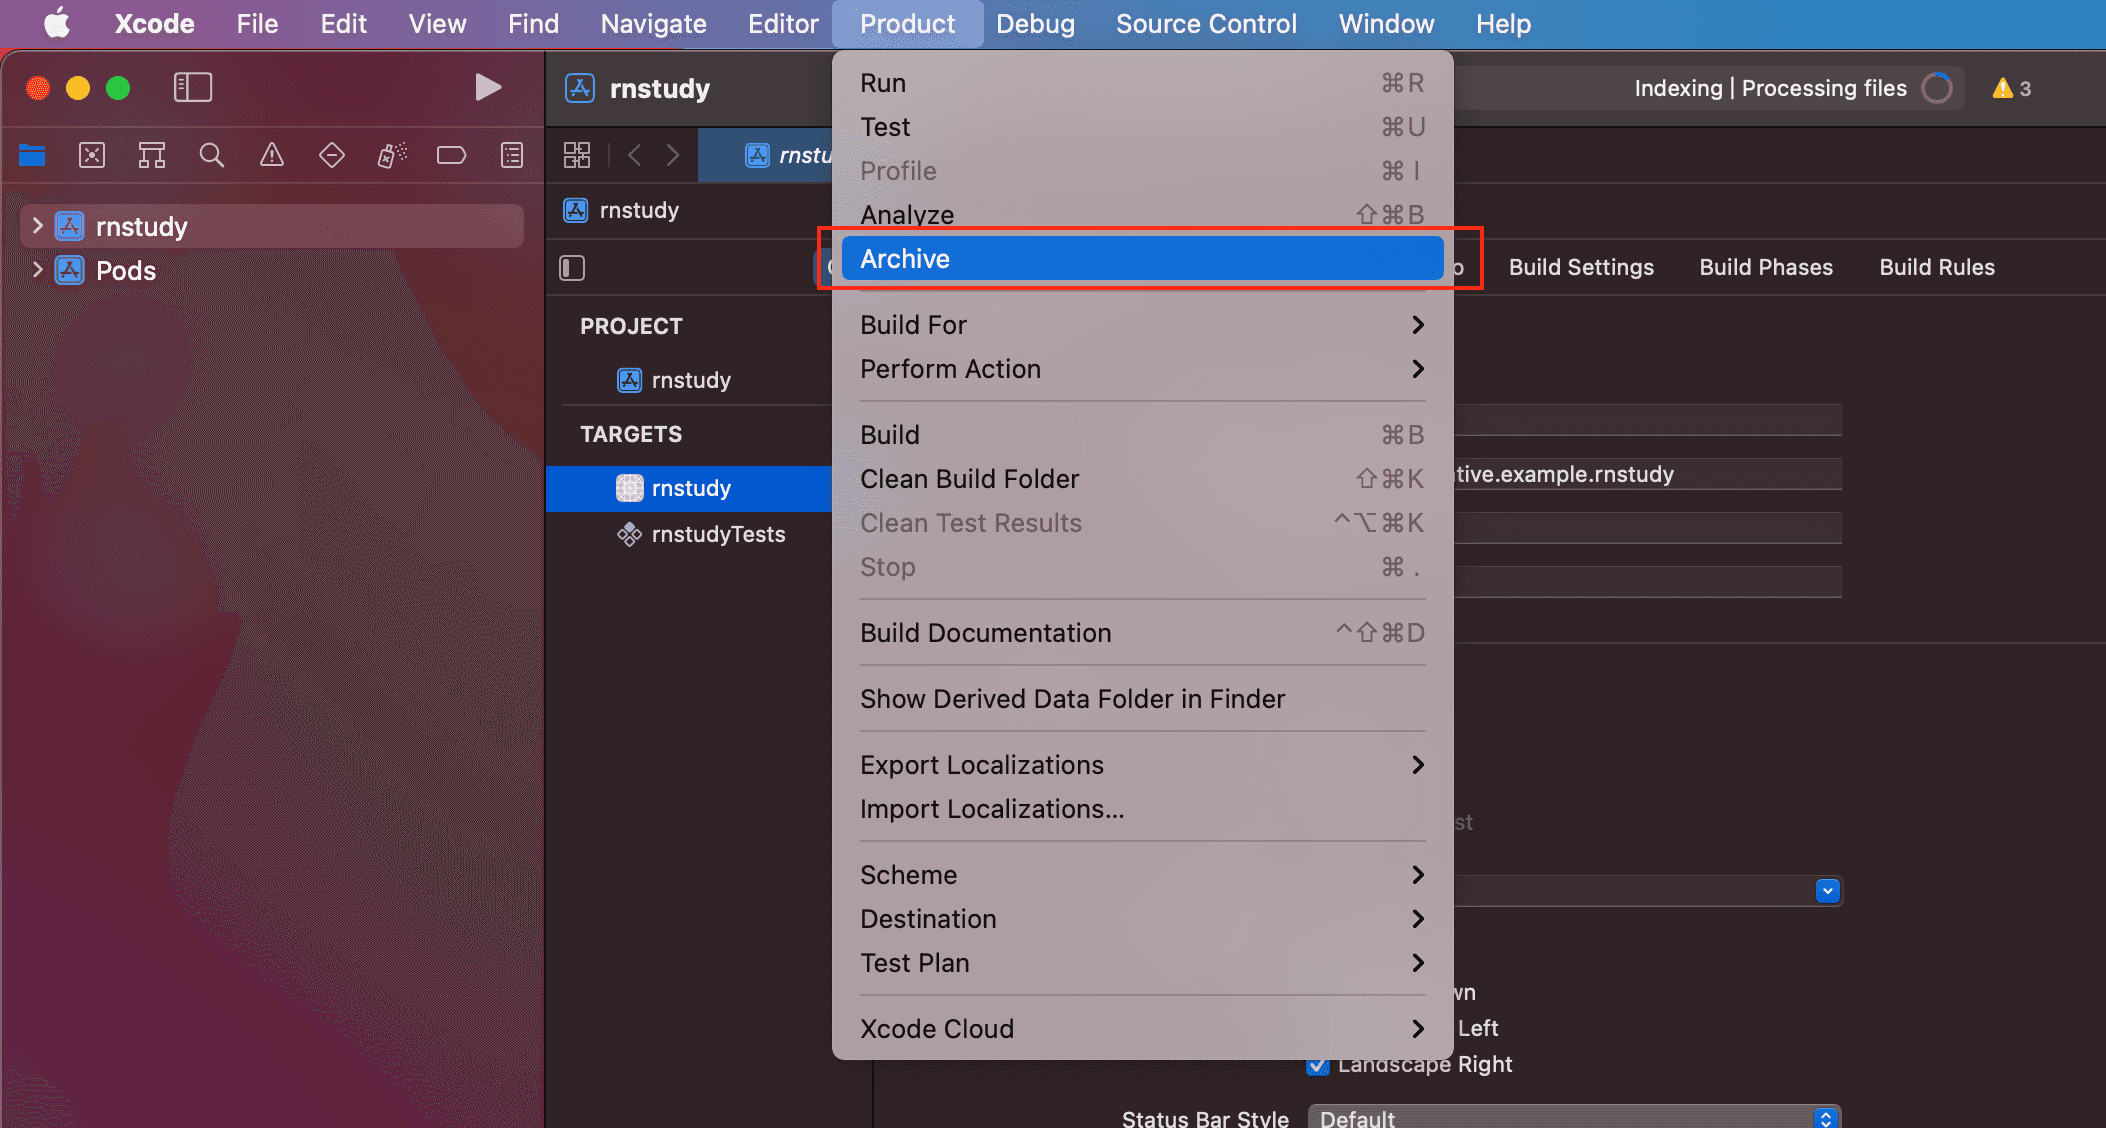 Xcode File Edit View Find Navigate Editor Product Debug Source Control Window Help
rnstudy
Indexing | Processing files
3
rnstudy
Pods
rnstu
rnstudy
Build Settings Build Phases Build Rules
PROJECT
rnstudy
TARGETS
rnstudy
rnstudyTests
Run ⌘R
Test ⌘U
Profile ⌘I
Analyze ⇧⌘B
Archive
Build For
Perform Action
Build ⌘B
Clean Build Folder ⇧⌘K
Clean Test Results ^⌥⌘K
Stop ⌘.
Build Documentation ^⇧⌘D
Show Derived Data Folder in Finder
Export Localizations
Import Localizations...
Scheme
Destination
Test Plan
Xcode Cloud
tive.example.rnstudy
st
wn
Left
Landscape Right
Status Bar Style Default